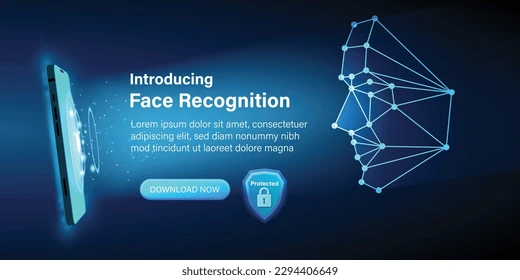 Introducing
Face Recognition
Lorem ipsum dolor sit amet, consectetuer
adipiscing elit, sed diam nonummy nibh
euismod tincidunt ut laoreet dolore magna
DOWNLOAD NOW
Protected
shutterstock.com · 2294406649